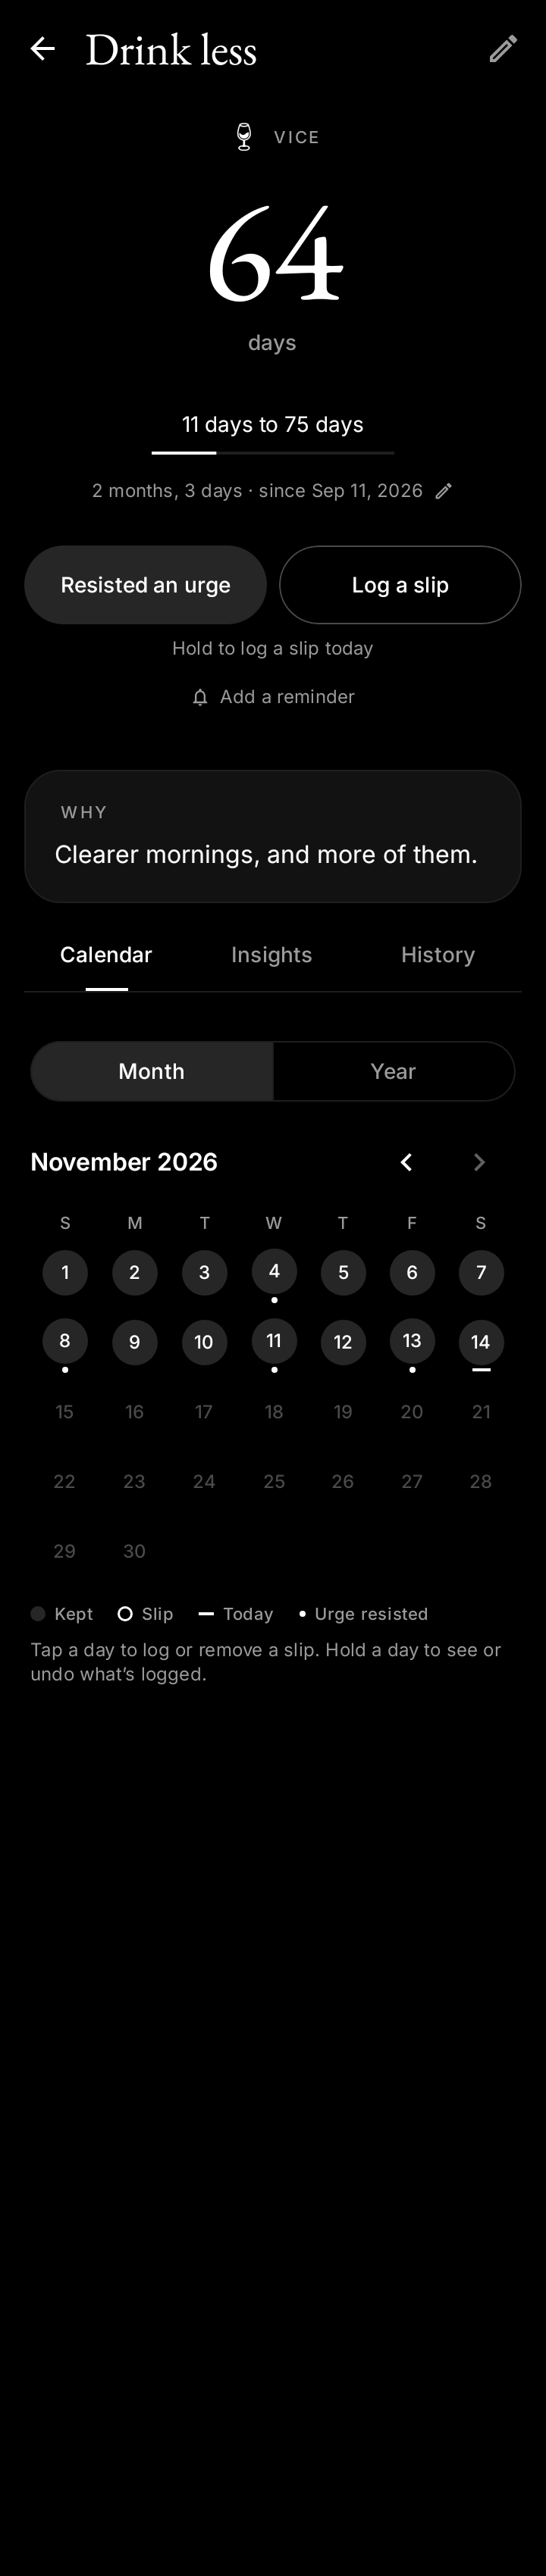 Drink less
VICE
64
days
11 days to 75 days
2 months, 3 days · since Sep 11, 2026
Resisted an urge
Log a slip
Hold to log a slip today
Add a reminder
WHY
Clearer mornings, and more of them.
Calendar Insights History
Month Year
November 2026
S M T W T F S
1 2 3 4 5 6 7
8 9 10 11 12 13 14
15 16 17 18 19 20 21
22 23 24 25 26 27 28
29 30
Kept Slip Today Urge resisted
Tap a day to log or remove a slip. Hold a day to see or
undo what’s logged.